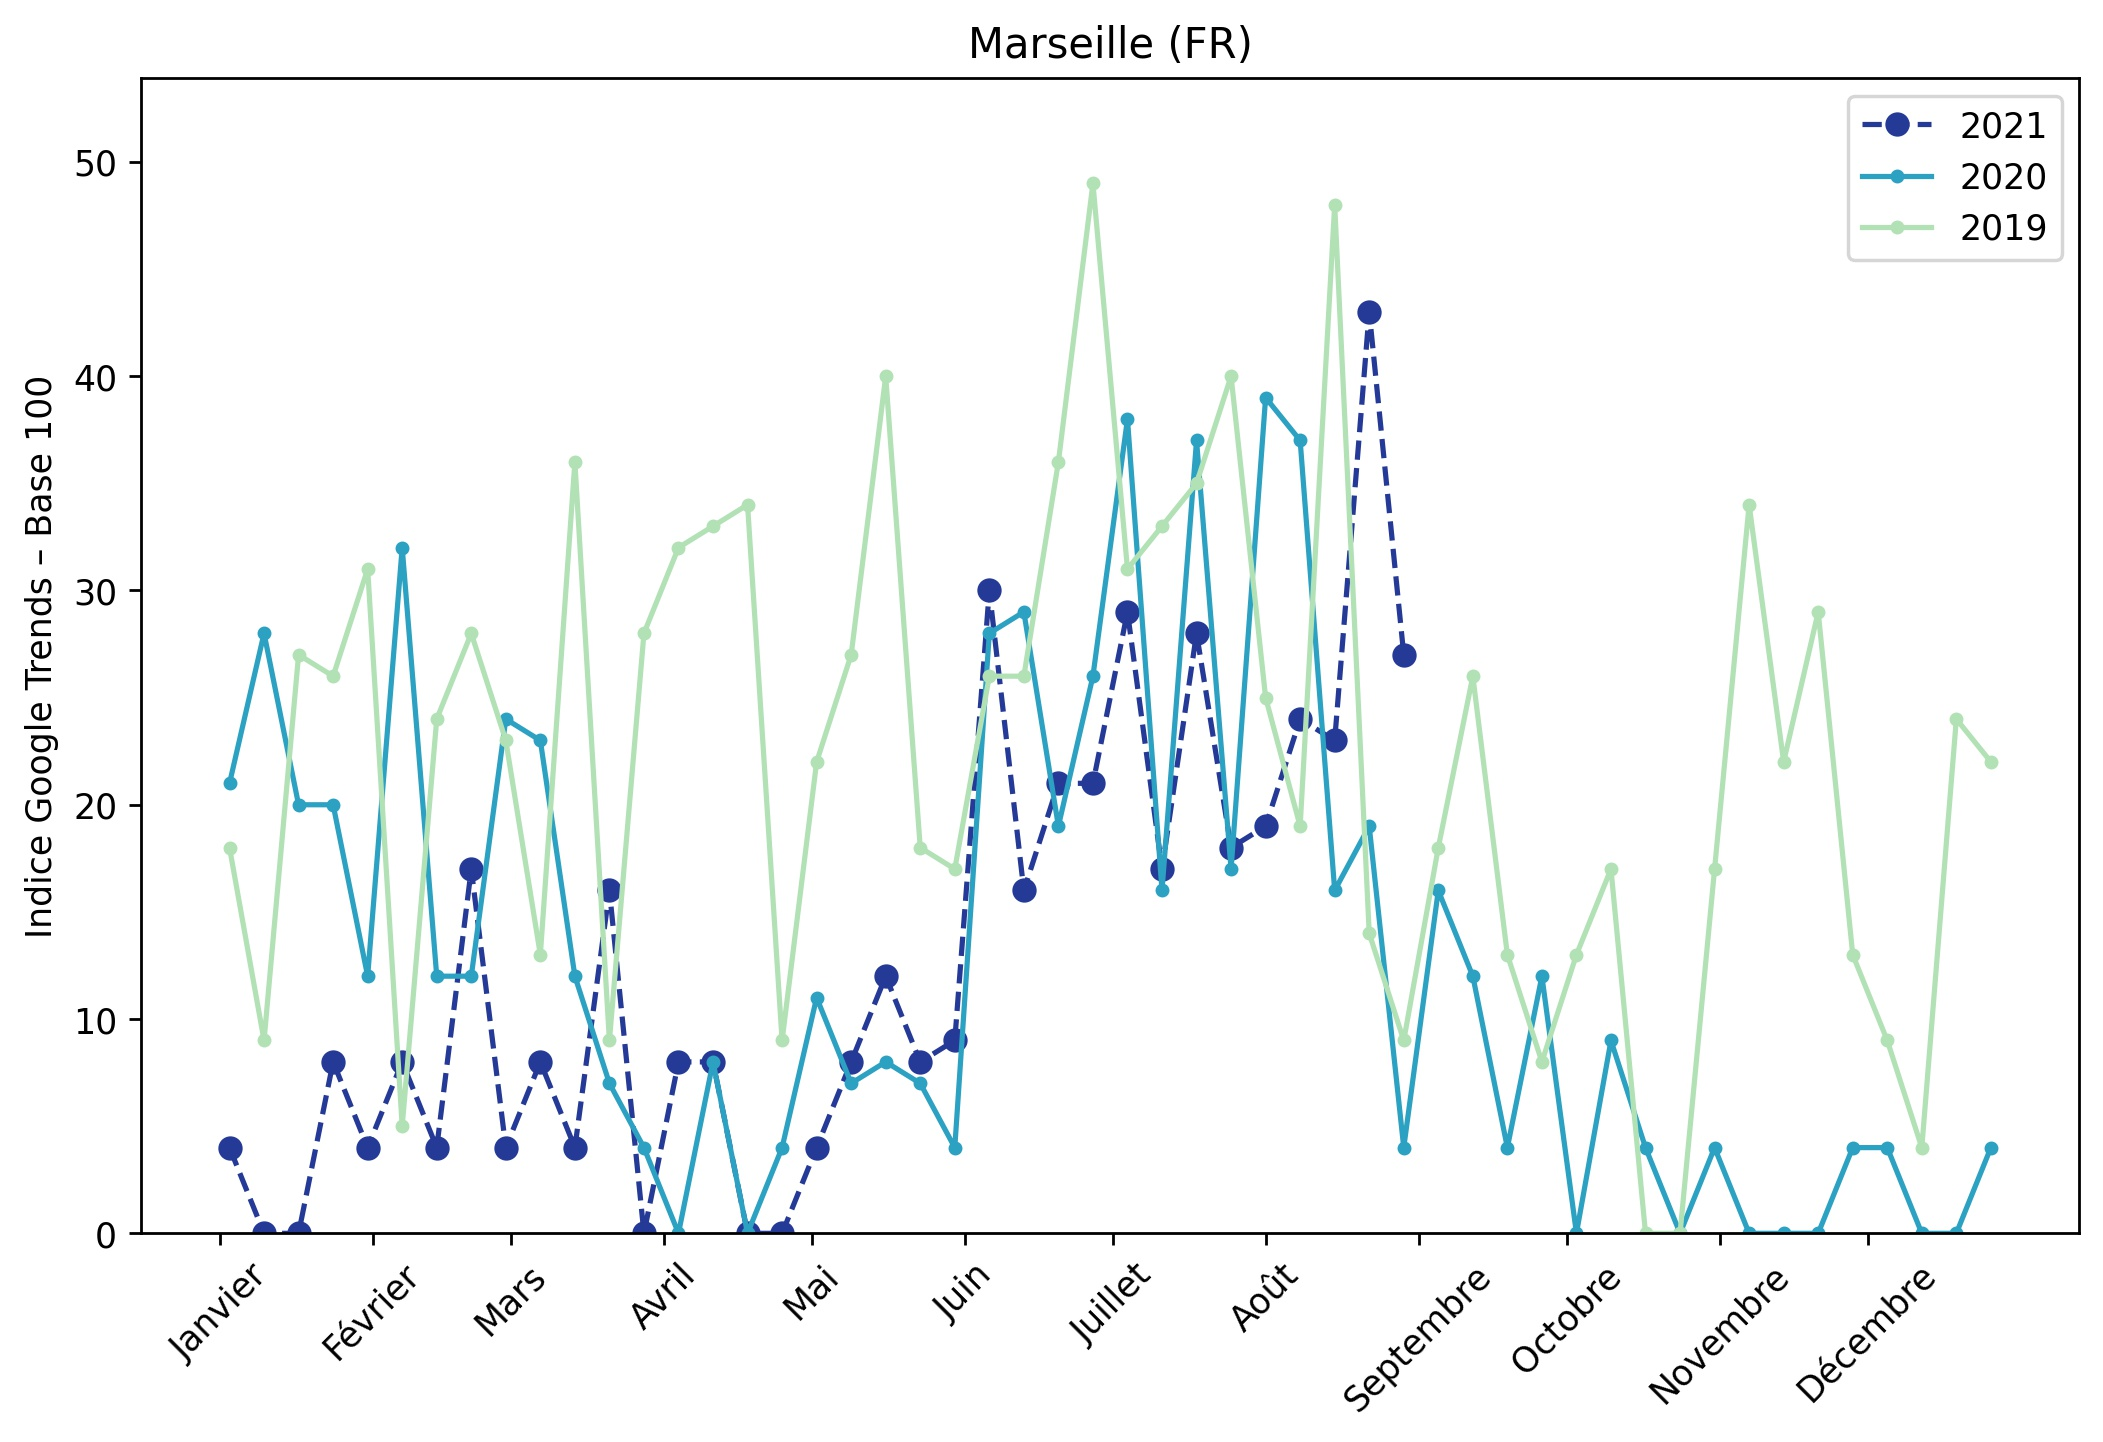 Marseille (FR)
Indice Google Trends – Base 100
50
40
30
20
10
0
2021
2020
2019
Janvier
Février
Mars
Avril
Mai
Juin
Juillet
Août
Septembre
Octobre
Novembre
Décembre